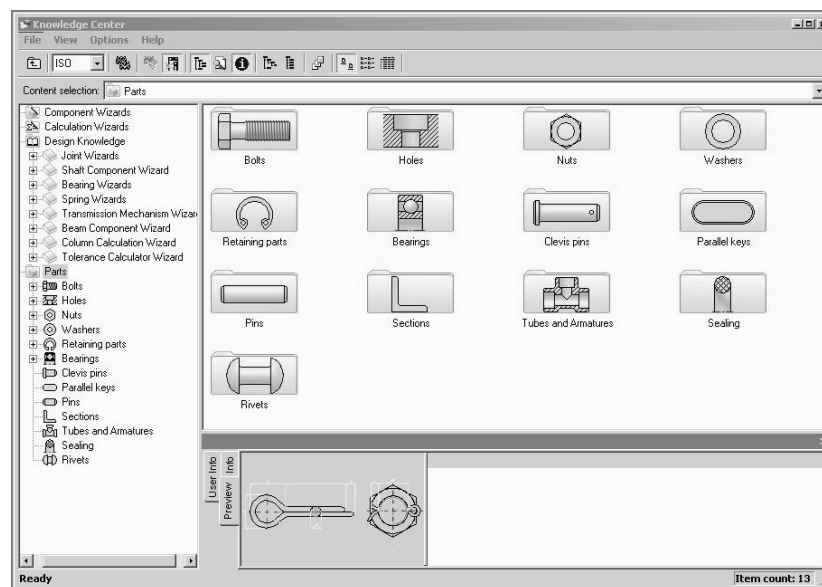 Knowledge Center
File View Options Help
ISO
Content selection: Parts
Component Wizards
Calculation Wizards
Design Knowledge
Joint Wizards
Shaft Component Wizard
Bearing Wizards
Spring Wizards
Transmission Mechanism Wizar
Beam Component Wizard
Column Calculation Wizard
Tolerance Calculator Wizard
Parts
Bolts
Holes
Nuts
Washers
Retaining parts
Bearings
Clevis pins
Parallel keys
Pins
Sections
Tubes and Armatures
Sealing
Rivets
Bolts Holes Nuts Washers
Retaining parts Bearings Clevis pins Parallel keys
Pins Sections Tubes and Armatures Sealing
Rivets
User Info
Info
Preview
Ready Item count: 13